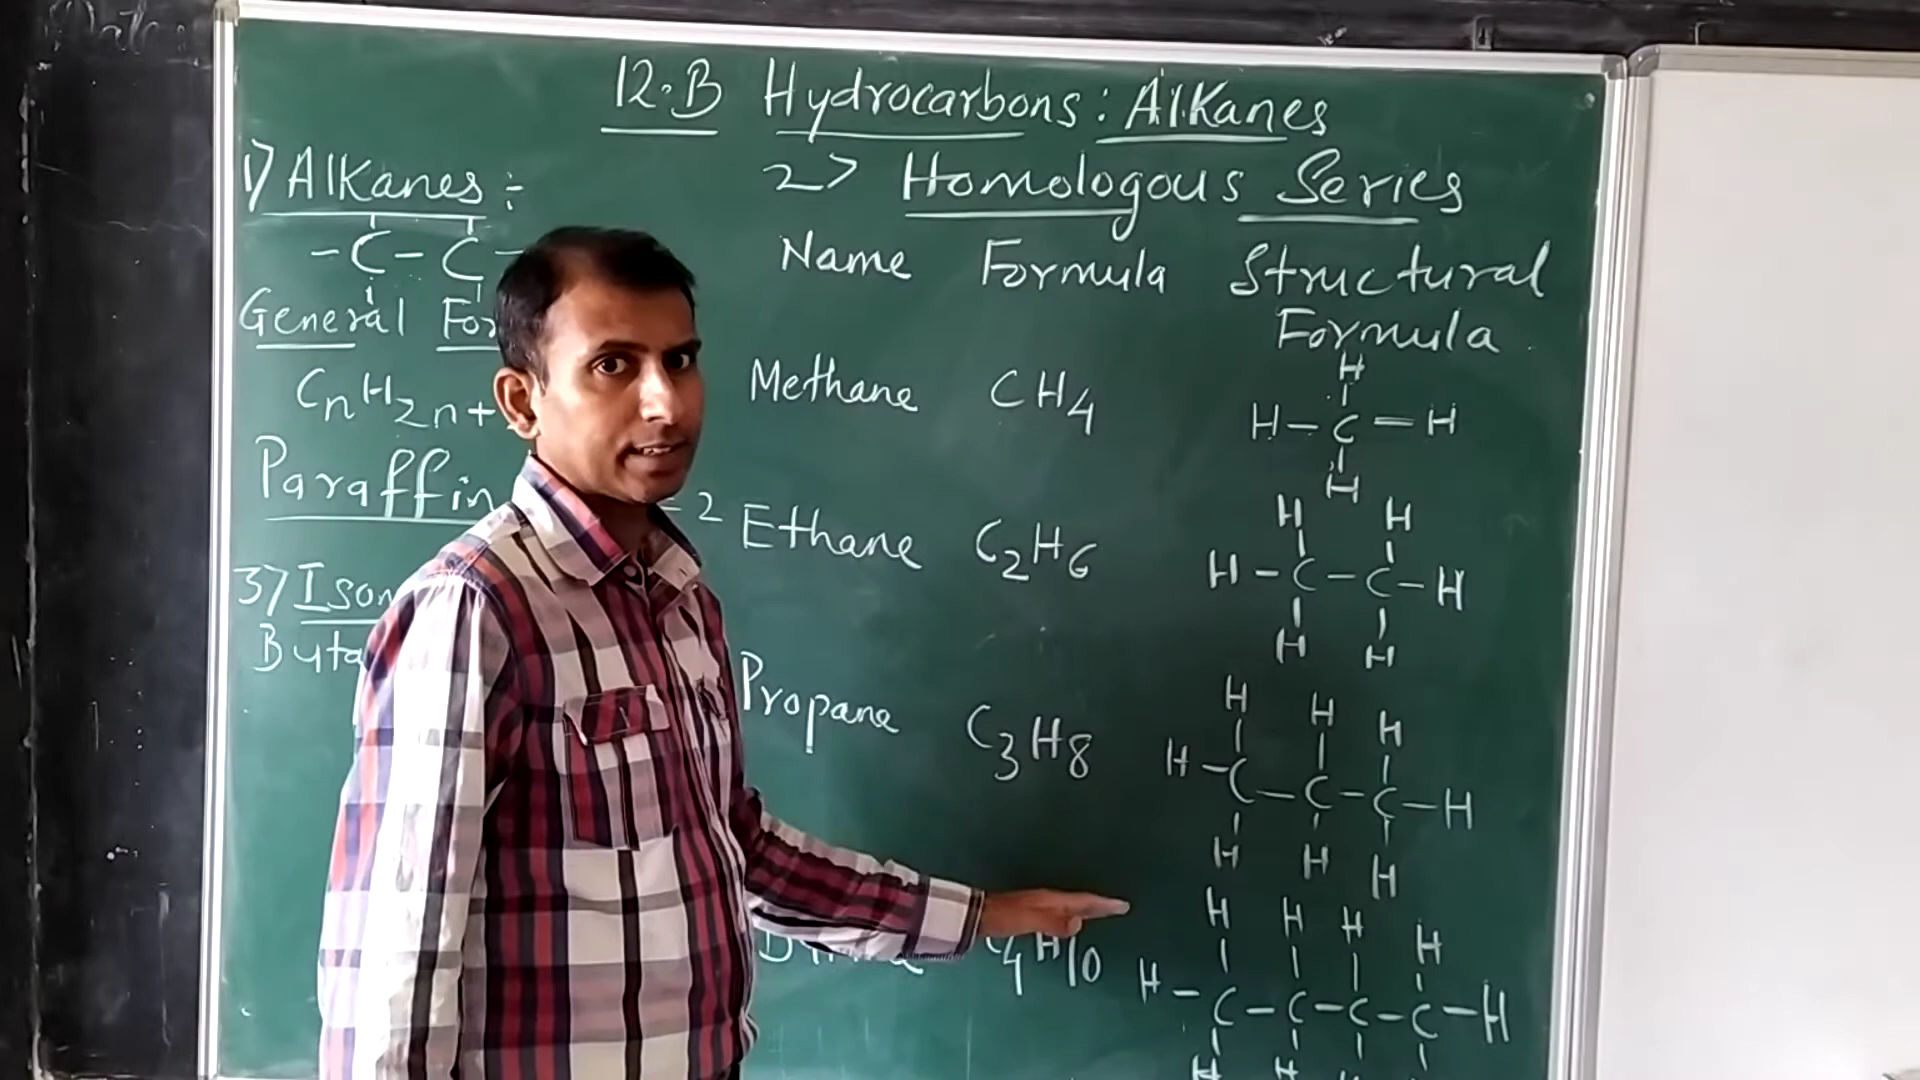 12.B Hydrocarbons: Alkanes
1) Alkanes :-
- C - C -
General For
CnH2n+
Paraffin
= 2
3) Ison
Buta
2> Homologous Series
Name Formula Structural
Formula
Methane CH4
H
H - C - H
H
Ethane C2H6
H H
H - C - C - H
H H
Propane C3H8
H H H
H - C - C - C - H
H H H
C4H10
H H H H
H - C - C - C - C - H
H H